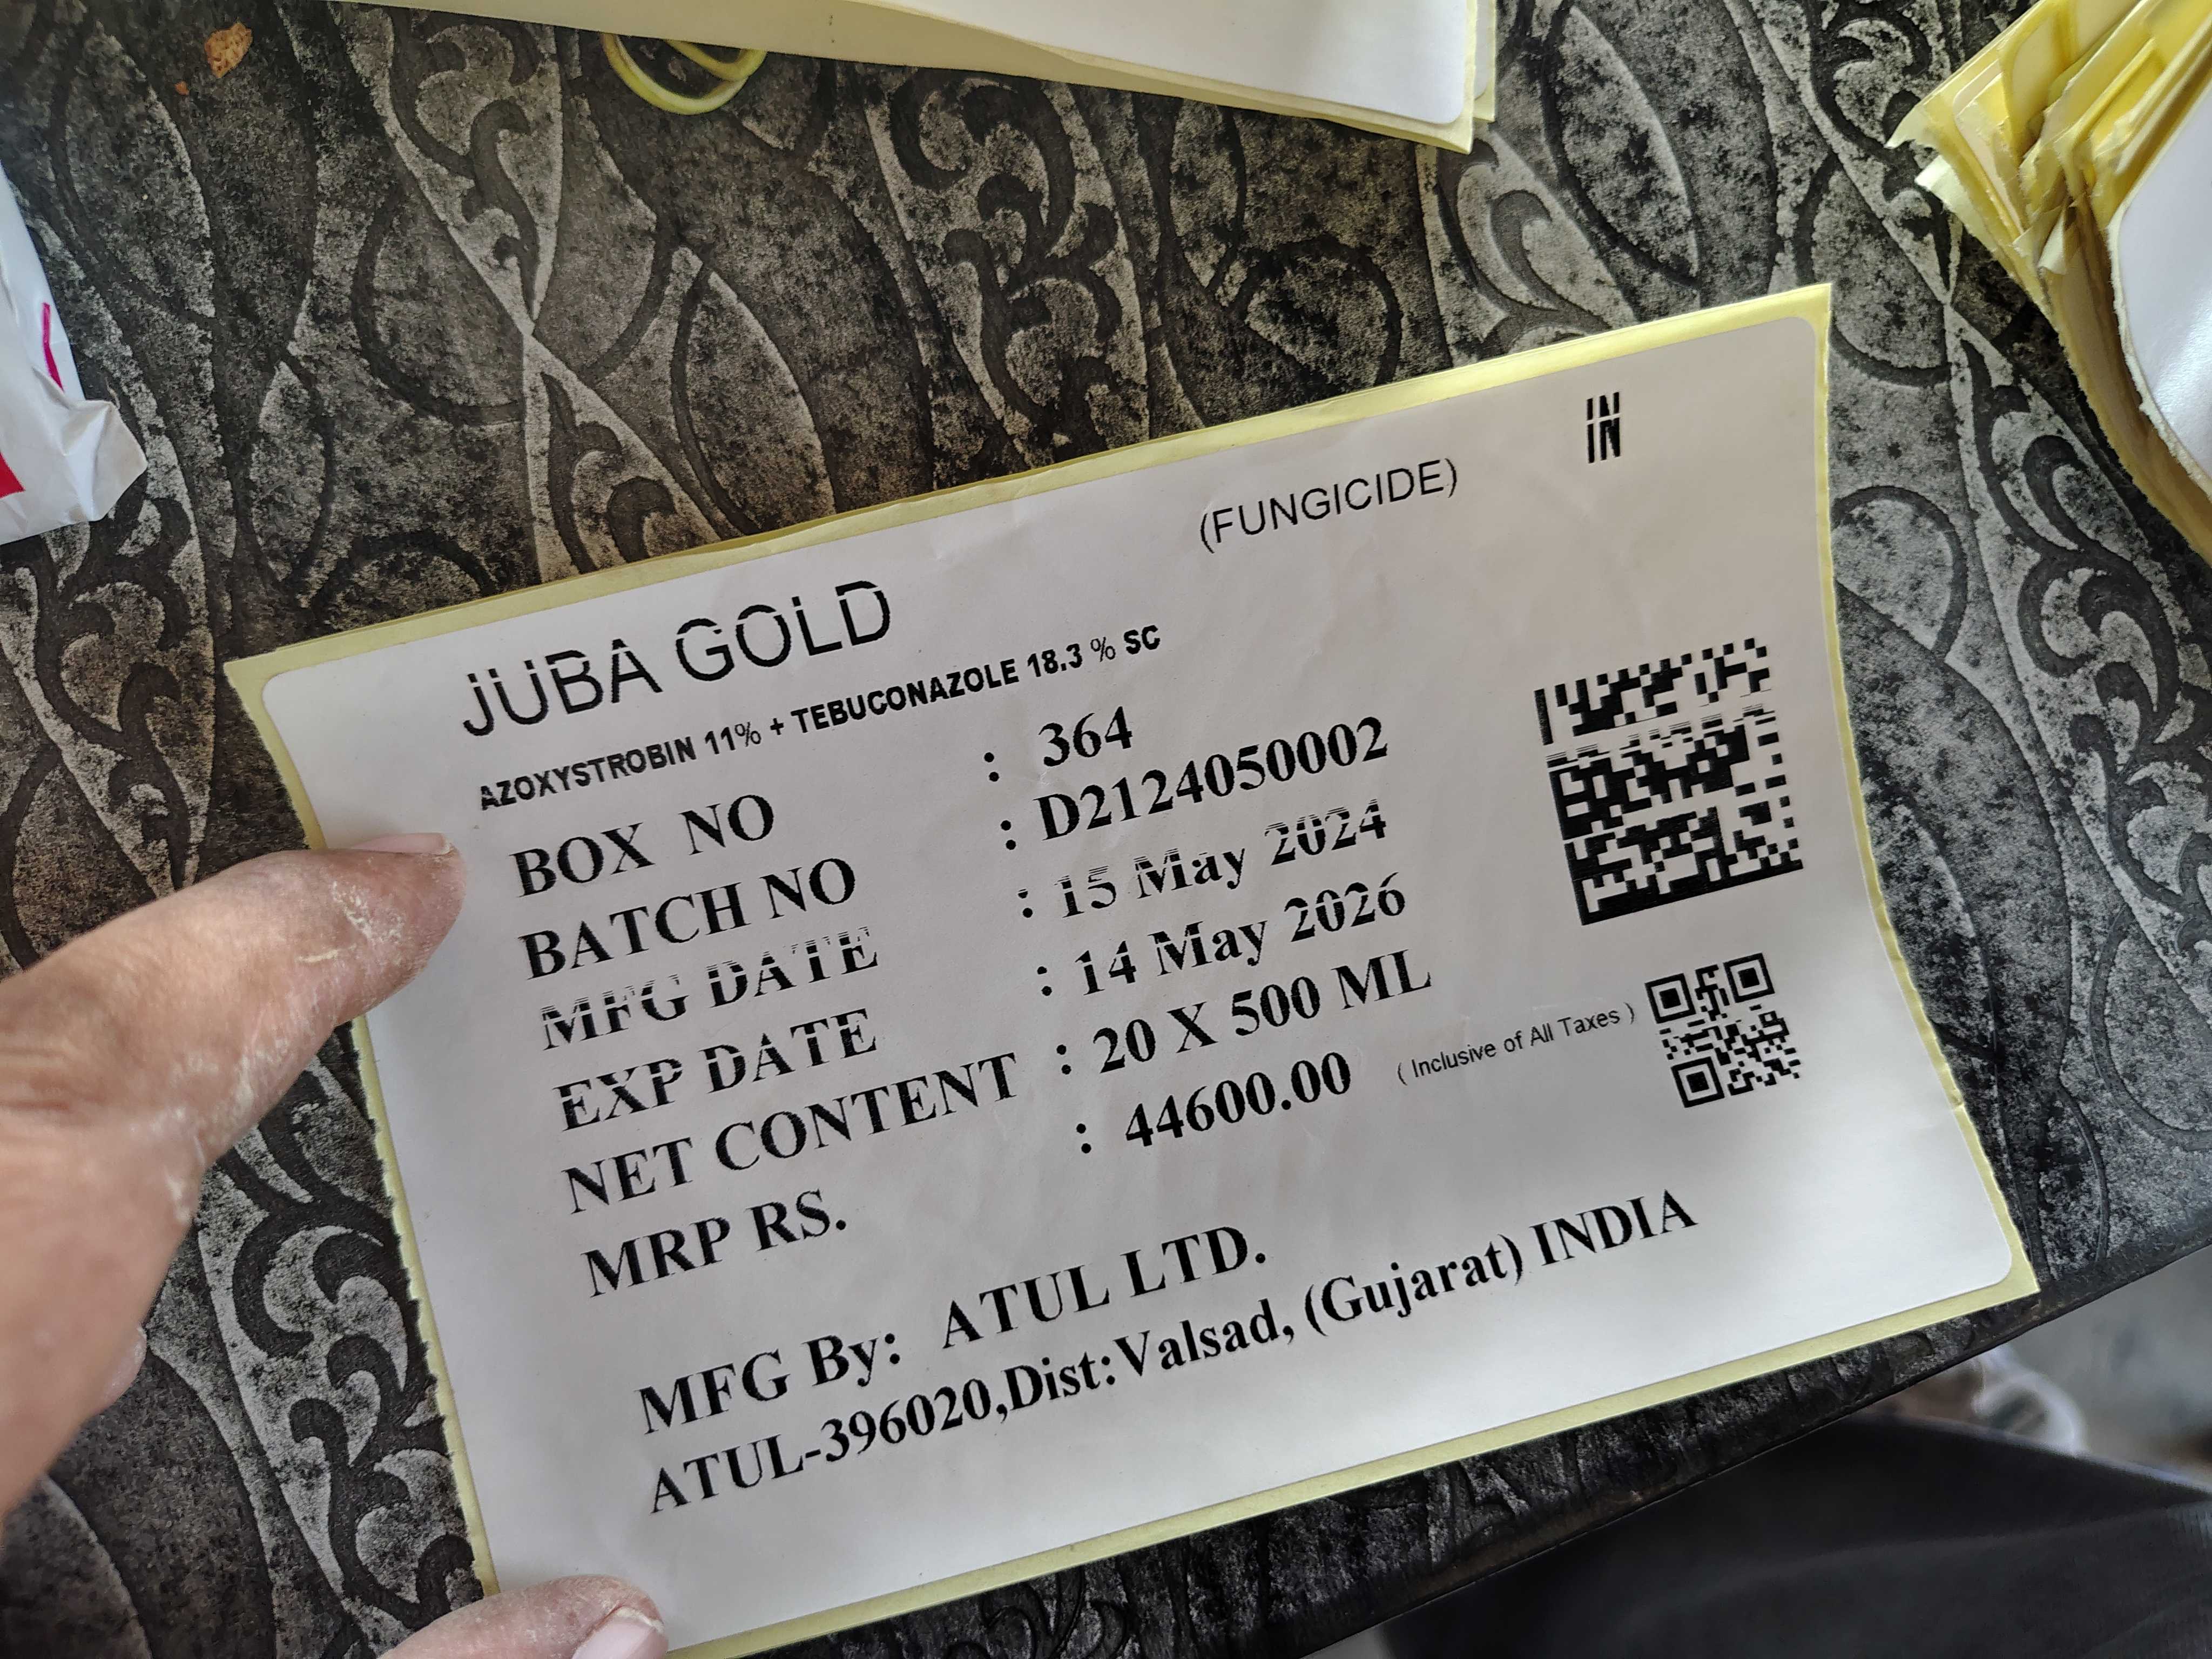 IN
(FUNGICIDE)
JUBA GOLD
AZOXYSTROBIN 11% + TEBUCONAZOLE 18.3 % SC
BOX NO : 364
BATCH NO : D2124050002
MFG DATE : 15 May 2024
EXP DATE : 14 May 2026
NET CONTENT : 20 X 500 ML
MRP RS. : 44600.00 ( Inclusive of All Taxes )
MFG By: ATUL LTD.
ATUL-396020,Dist:Valsad, (Gujarat) INDIA